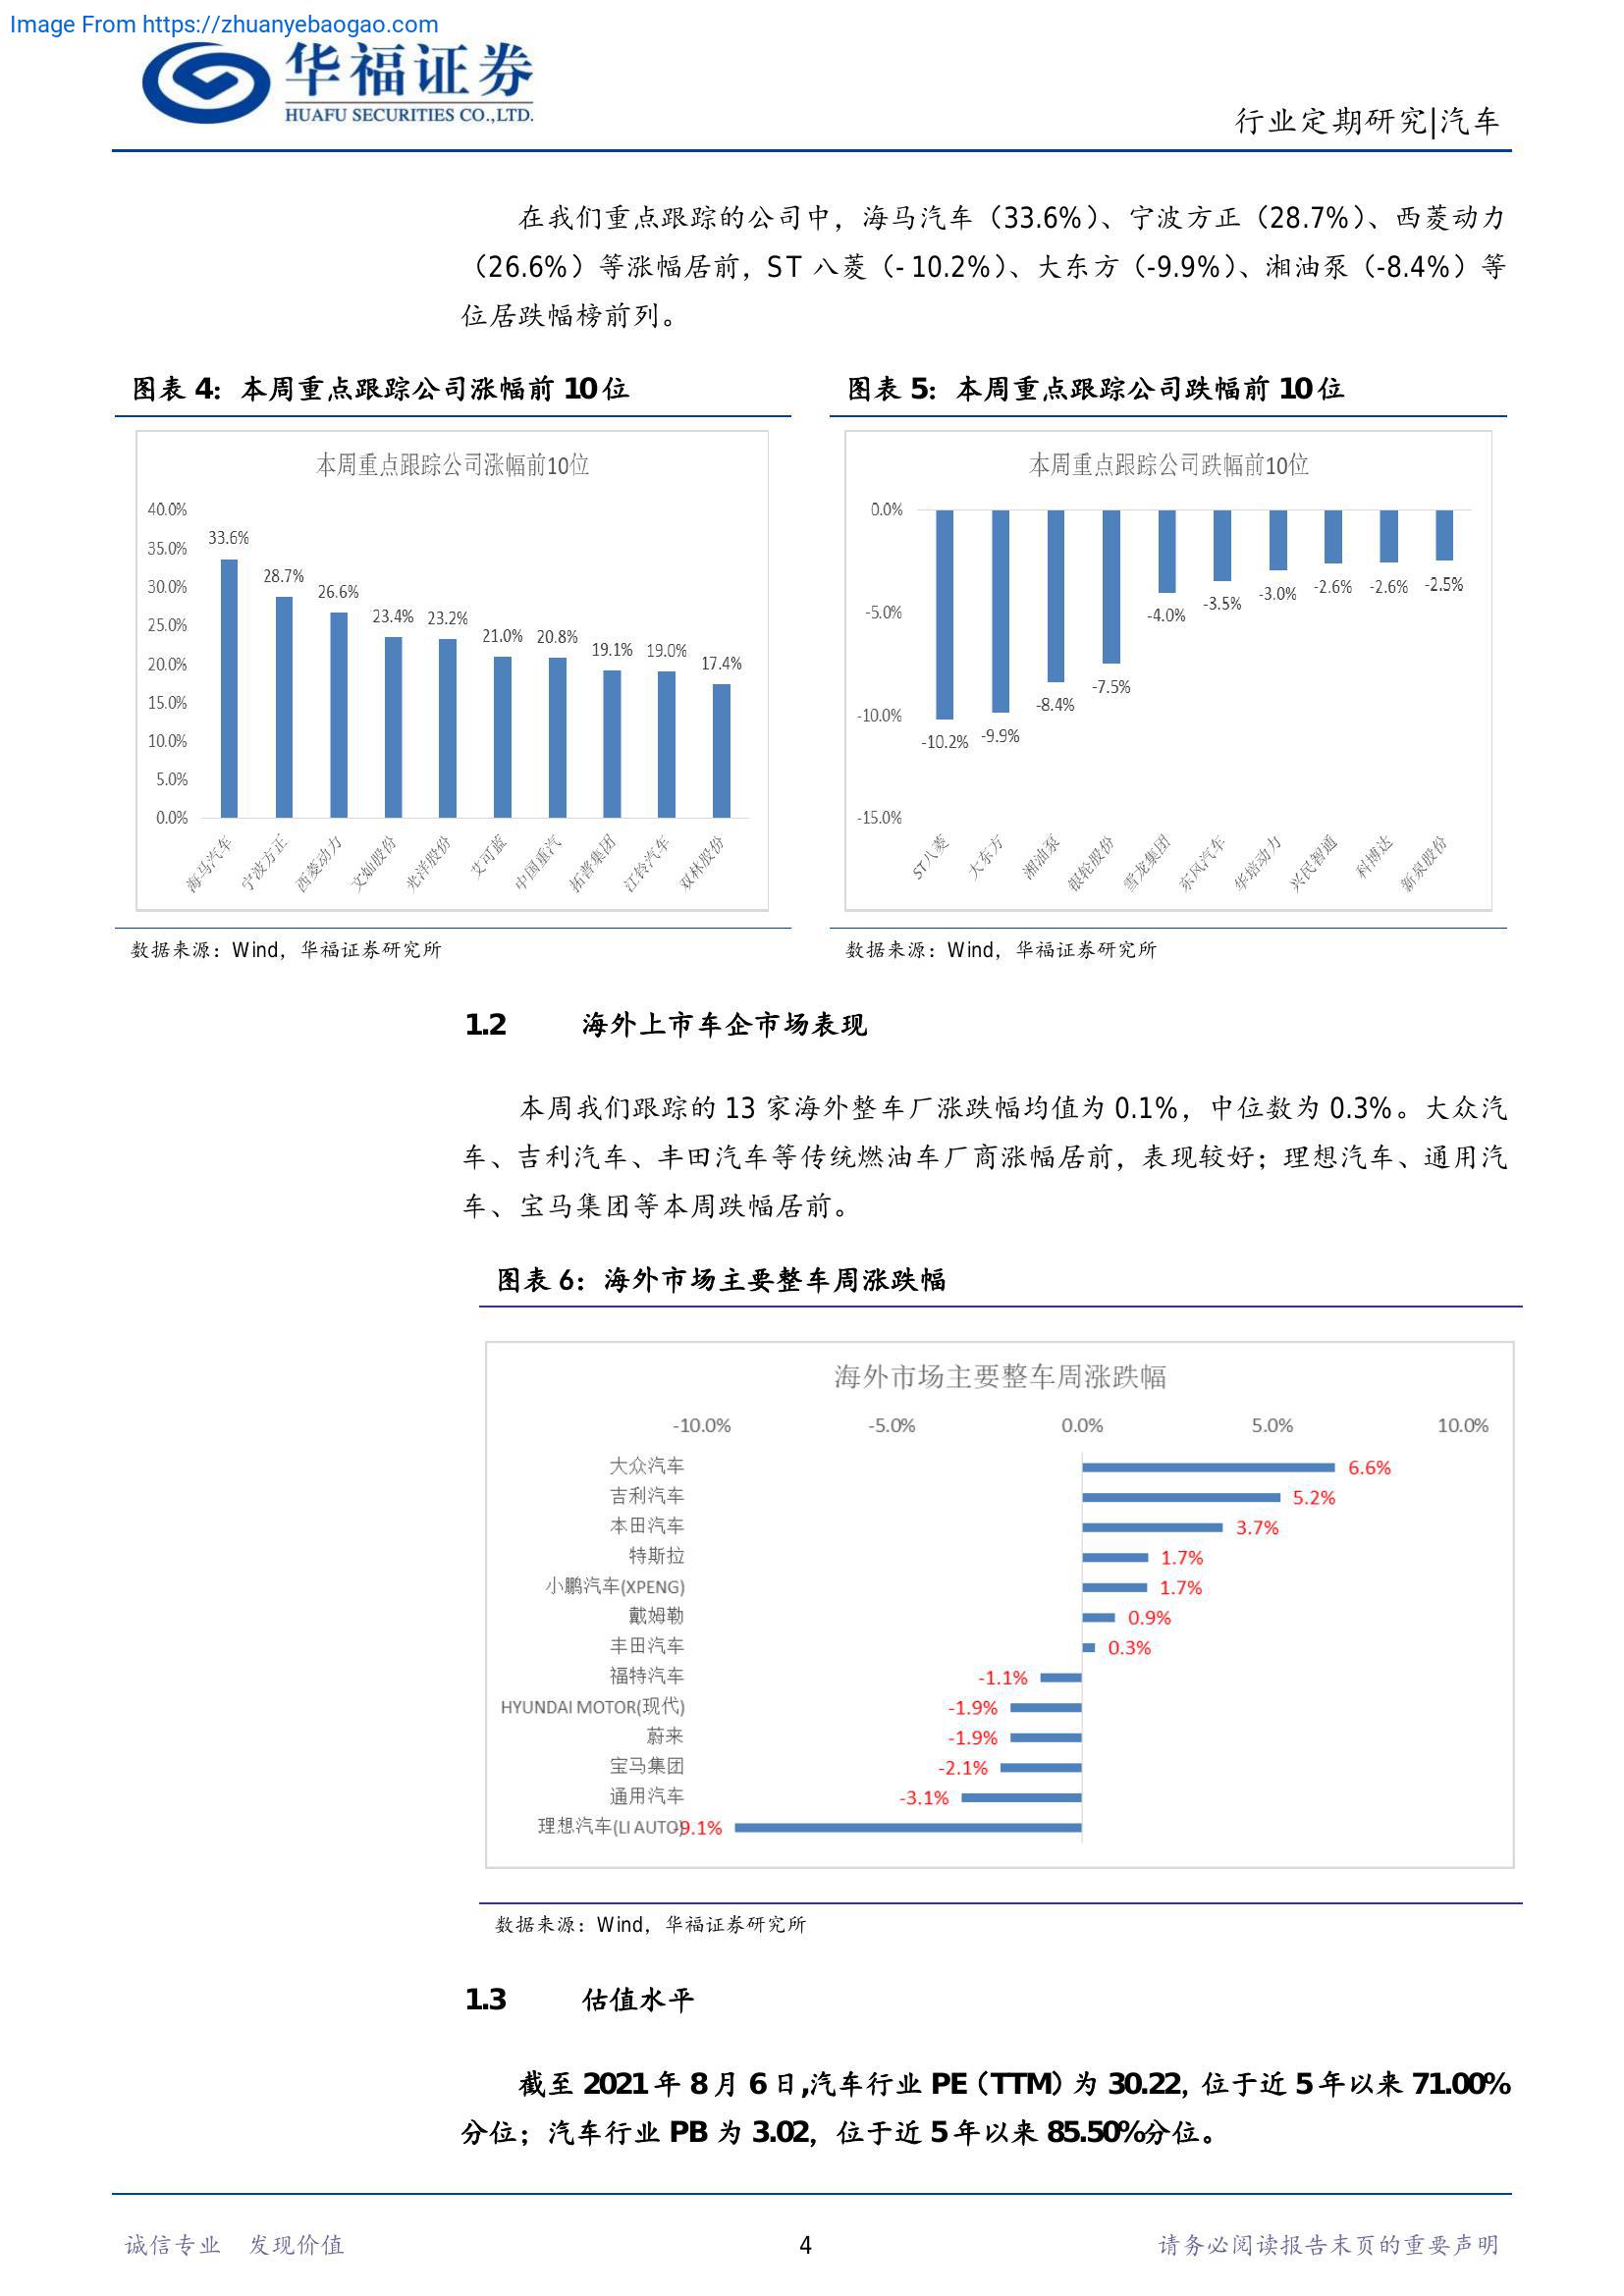 Image From https://zhuanyebaogao.com
华福证券
HUAFU SECURITIES CO.,LTD.
行业定期研究|汽车
在我们重点跟踪的公司中，海马汽车（33.6%）、宁波方正（28.7%）、西菱动力
（26.6%）等涨幅居前，ST 八菱（- 10.2%）、大东方（-9.9%）、湘油泵（-8.4%）等
位居跌幅榜前列。
图表 4：本周重点跟踪公司涨幅前 10 位
本周重点跟踪公司涨幅前10位
40.0%
35.0%
30.0%
25.0%
20.0%
15.0%
10.0%
5.0%
0.0%
33.6%
28.7%
26.6%
23.4%
23.2%
21.0%
20.8%
19.1%
19.0%
17.4%
海马汽车
宁波方正
西菱动力
文灿股份
光洋股份
艾可蓝
中国重汽
拓普集团
江铃汽车
双林股份
数据来源：Wind，华福证券研究所
图表 5：本周重点跟踪公司跌幅前 10 位
本周重点跟踪公司跌幅前10位
0.0%
-5.0%
-10.0%
-15.0%
-10.2%
-9.9%
-8.4%
-7.5%
-4.0%
-3.5%
-3.0%
-2.6%
-2.6%
-2.5%
ST八菱
大东方
湘油泵
银轮股份
雪龙集团
东风汽车
华培动力
兴民智通
科博达
新泉股份
数据来源：Wind，华福证券研究所
1.2 海外上市车企市场表现
本周我们跟踪的 13 家海外整车厂涨跌幅均值为 0.1%，中位数为 0.3%。大众汽
车、吉利汽车、丰田汽车等传统燃油车厂商涨幅居前，表现较好；理想汽车、通用汽
车、宝马集团等本周跌幅居前。
图表 6：海外市场主要整车周涨跌幅
海外市场主要整车周涨跌幅
-10.0% -5.0% 0.0% 5.0% 10.0%
大众汽车 6.6%
吉利汽车 5.2%
本田汽车 3.7%
特斯拉 1.7%
小鹏汽车(XPENG) 1.7%
戴姆勒 0.9%
丰田汽车 0.3%
福特汽车 -1.1%
HYUNDAI MOTOR(现代) -1.9%
蔚来 -1.9%
宝马集团 -2.1%
通用汽车 -3.1%
理想汽车(LI AUTO) -9.1%
数据来源：Wind，华福证券研究所
1.3 估值水平
截至 2021 年 8 月 6 日,汽车行业 PE（TTM）为 30.22，位于近 5 年以来 71.00%
分位；汽车行业 PB 为 3.02，位于近 5 年以来 85.50%分位。
诚信专业 发现价值
4
请务必阅读报告末页的重要声明